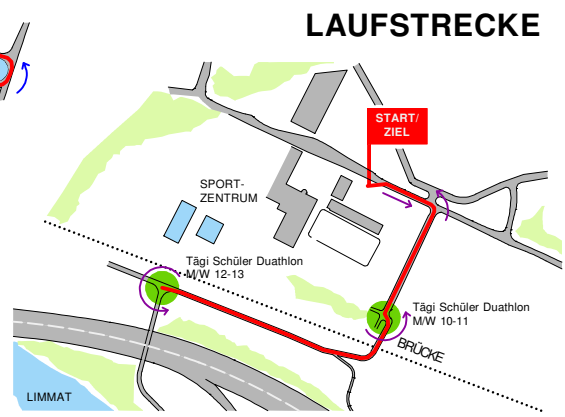 LAUFSTRECKE
START/
ZIEL
SPORT-
ZENTRUM
Tägi Schüler Duathlon
M/W 12-13
Tägi Schüler Duathlon
M/W 10-11
BRÜCKE
LIMMAT